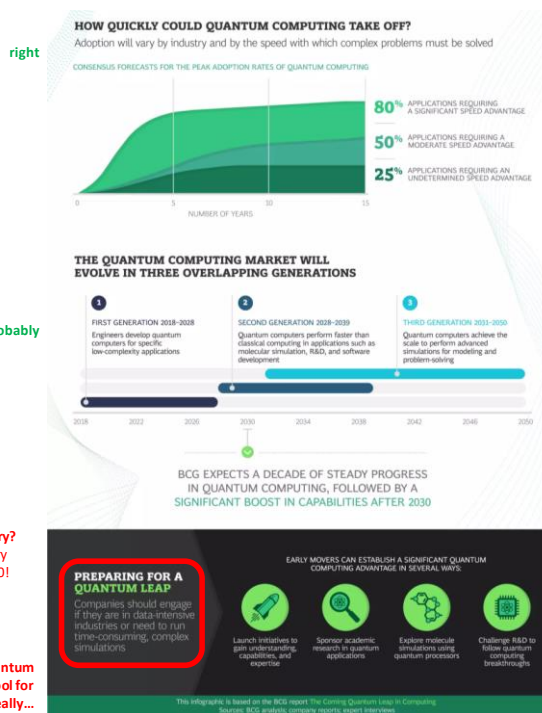 HOW QUICKLY COULD QUANTUM COMPUTING TAKE OFF?
Adoption will vary by industry and by the speed with which complex problems must be solved
right
CONSENSUS FORECASTS FOR THE PEAK ADOPTION RATES OF QUANTUM COMPUTING
80% APPLICATIONS REQUIRING
A SIGNIFICANT SPEED ADVANTAGE
50% APPLICATIONS REQUIRING A
MODERATE SPEED ADVANTAGE
25% APPLICATIONS REQUIRING AN
UNDETERMINED SPEED ADVANTAGE
0 5 10 15
NUMBER OF YEARS
THE QUANTUM COMPUTING MARKET WILL
EVOLVE IN THREE OVERLAPPING GENERATIONS
1
FIRST GENERATION 2018–2028
Engineers develop quantum
computers for specific
low-complexity applications
2
SECOND GENERATION 2028–2039
Quantum computers perform faster than
classical computing in applications such as
molecular simulation, R&D, and software
development
3
THIRD GENERATION 2031–2050
Quantum computers achieve the
scale to perform advanced
simulations for modeling and
problem-solving
obably
2018 2022 2026 2030 2034 2038 2042 2046 2050
BCG EXPECTS A DECADE OF STEADY PROGRESS
IN QUANTUM COMPUTING, FOLLOWED BY A
SIGNIFICANT BOOST IN CAPABILITIES AFTER 2030
ry?
y
0!
PREPARING FOR A
QUANTUM LEAP
Companies should engage
if they are in data-intensive
industries or need to run
time-consuming, complex
simulations
ntum
ol for
eally...
EARLY MOVERS CAN ESTABLISH A SIGNIFICANT QUANTUM
COMPUTING ADVANTAGE IN SEVERAL WAYS:
Launch initiatives to
gain understanding,
capabilities, and
expertise
Sponsor academic
research in quantum
applications
Explore molecule
simulations using
quantum processors
Challenge R&D to
follow quantum
computing
breakthroughs
This infographic is based on the BCG report The Coming Quantum Leap in Computing
Sources: BCG analysis; company reports; expert interviews